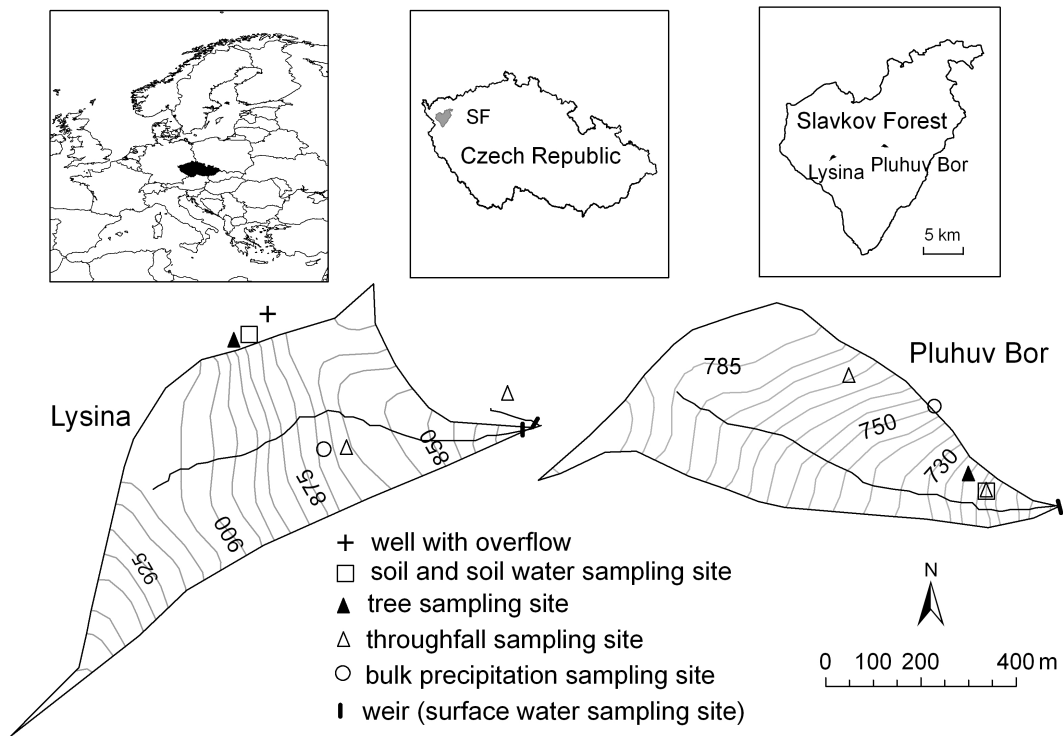 SF
Czech Republic
Slavkov Forest
Lysina
Pluhuv Bor
5 km
Lysina
925
900
875
850
Pluhuv Bor
785
750
730
+ well with overflow
soil and soil water sampling site
tree sampling site
throughfall sampling site
bulk precipitation sampling site
weir (surface water sampling site)
N
0 100 200 400 m